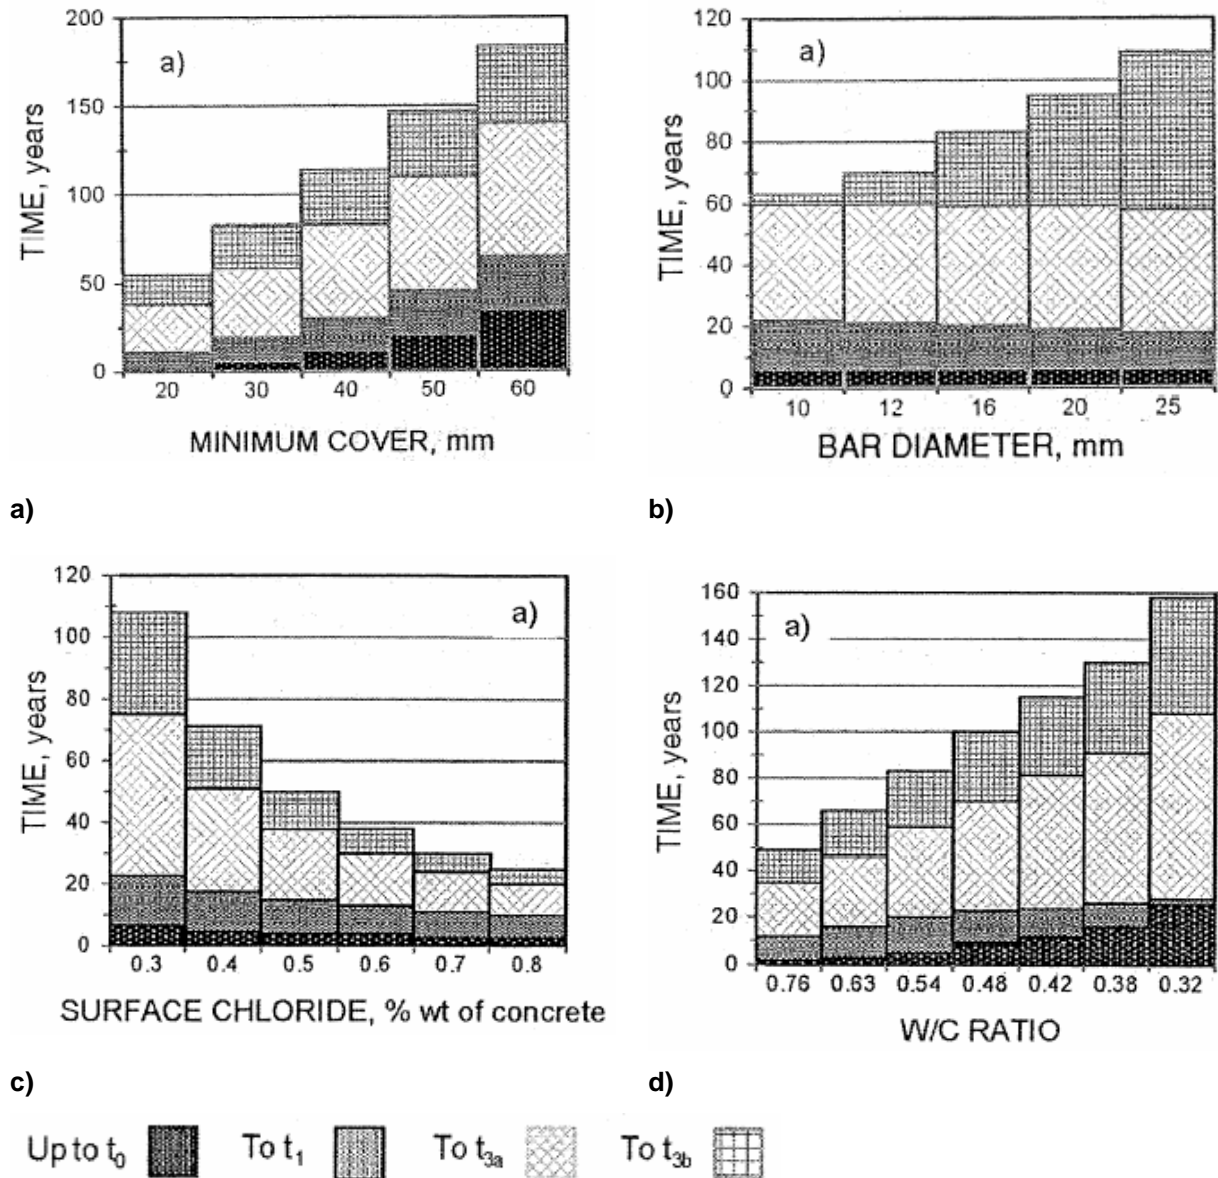 200
150
100
50
0
TIME, years
a)
20 30 40 50 60
MINIMUM COVER, mm
a)
120
100
80
60
40
20
0
TIME, years
a)
10 12 16 20 25
BAR DIAMETER, mm
b)
120
100
80
60
40
20
0
TIME, years
a)
0.3 0.4 0.5 0.6 0.7 0.8
SURFACE CHLORIDE, % wt of concrete
c)
160
140
120
100
80
60
40
20
0
TIME, years
a)
0.76 0.63 0.54 0.48 0.42 0.38 0.32
W/C RATIO
d)
Up to t0 To t1 To t3a To t3b